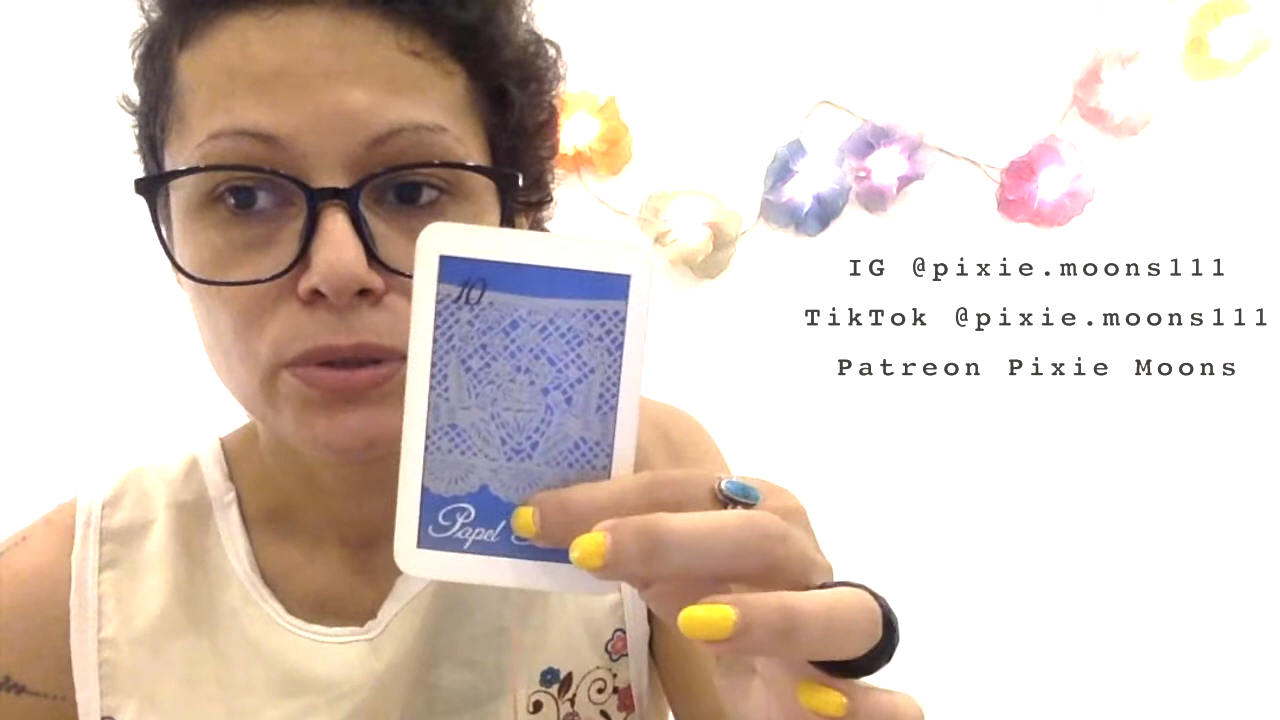 10
Papel
IG @pixie.moons111
TikTok @pixie.moons111
Patreon Pixie Moons